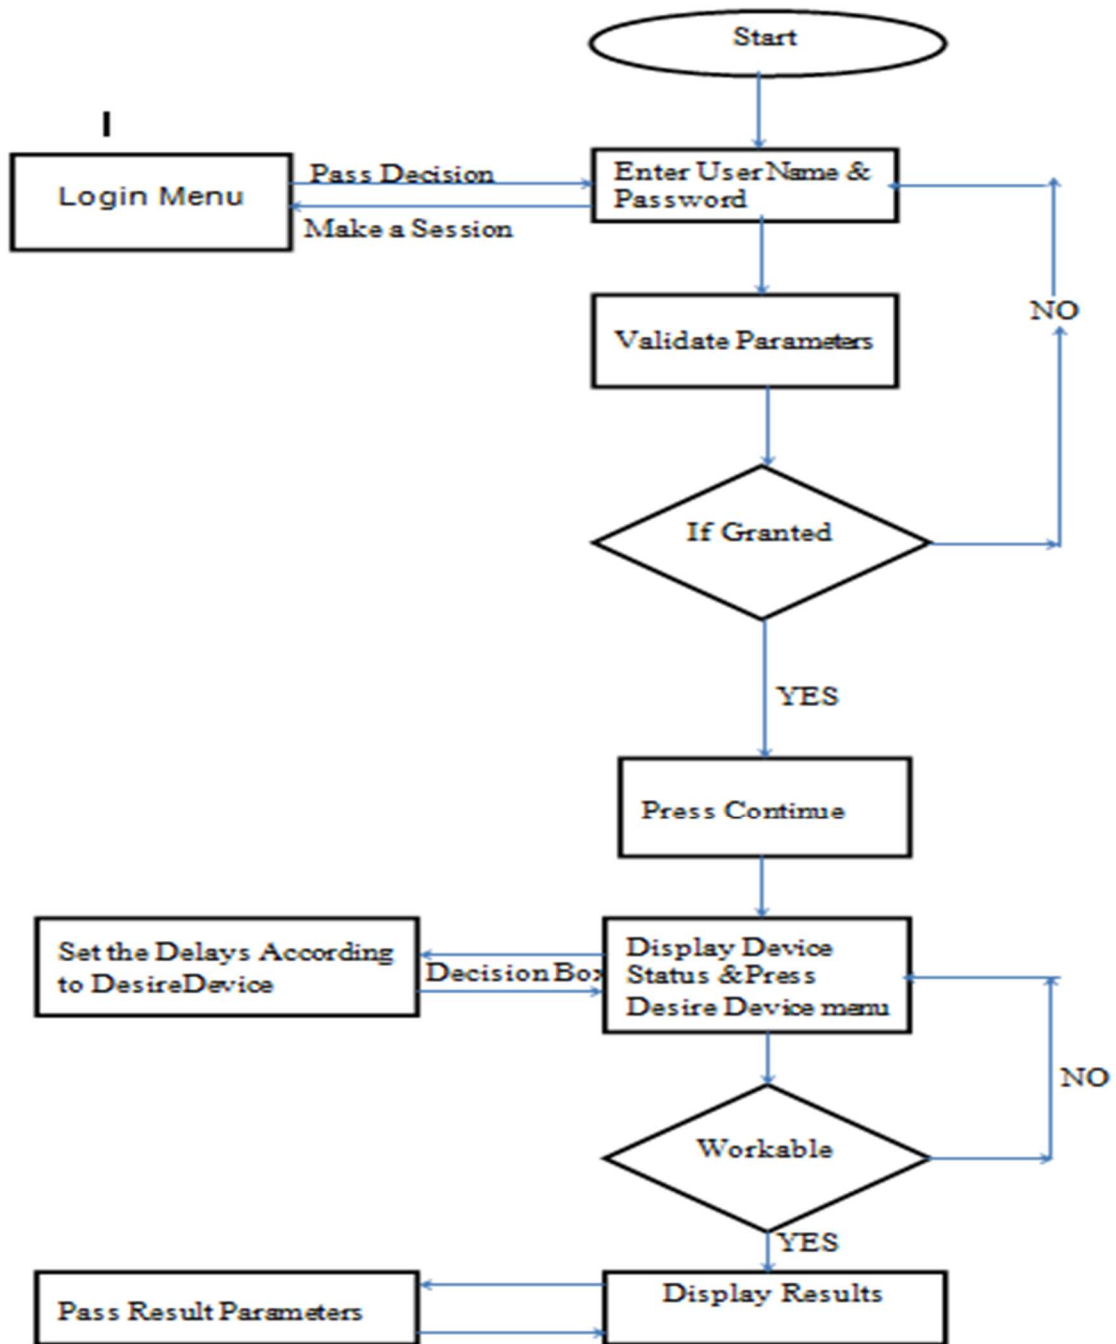 Start
I
Login Menu
Pass Decision
Make a Session
Enter User Name &
Password
NO
Validate Parameters
If Granted
YES
Press Continue
Set the Delays According
to DesireDevice
Decision Box
Display Device
Status & Press
Desire Device menu
NO
Workable
YES
Pass Result Parameters
Display Results